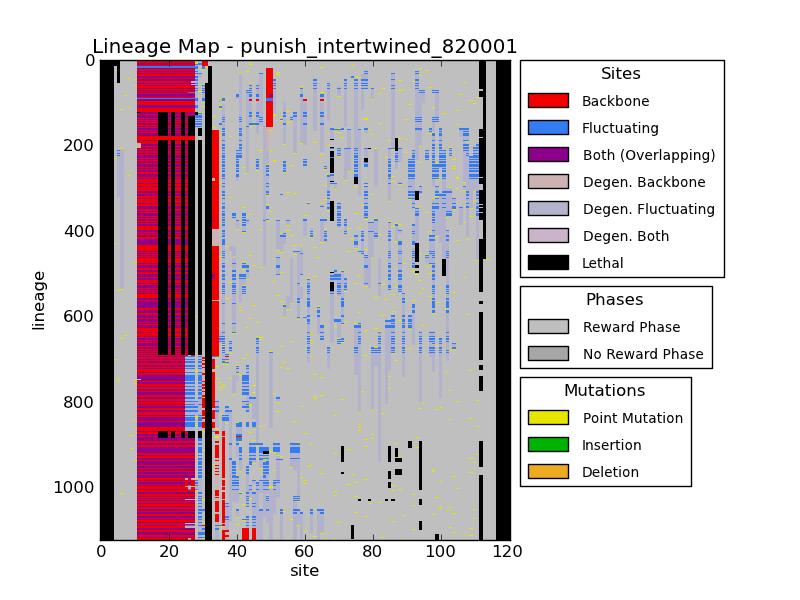 Lineage Map - punish_intertwined_820001
0
200
400
600
800
1000
lineage
0
20
40
60
80
100
120
site
Sites
Backbone
Fluctuating
Both (Overlapping)
Degen. Backbone
Degen. Fluctuating
Degen. Both
Lethal
Phases
Reward Phase
No Reward Phase
Mutations
Point Mutation
Insertion
Deletion